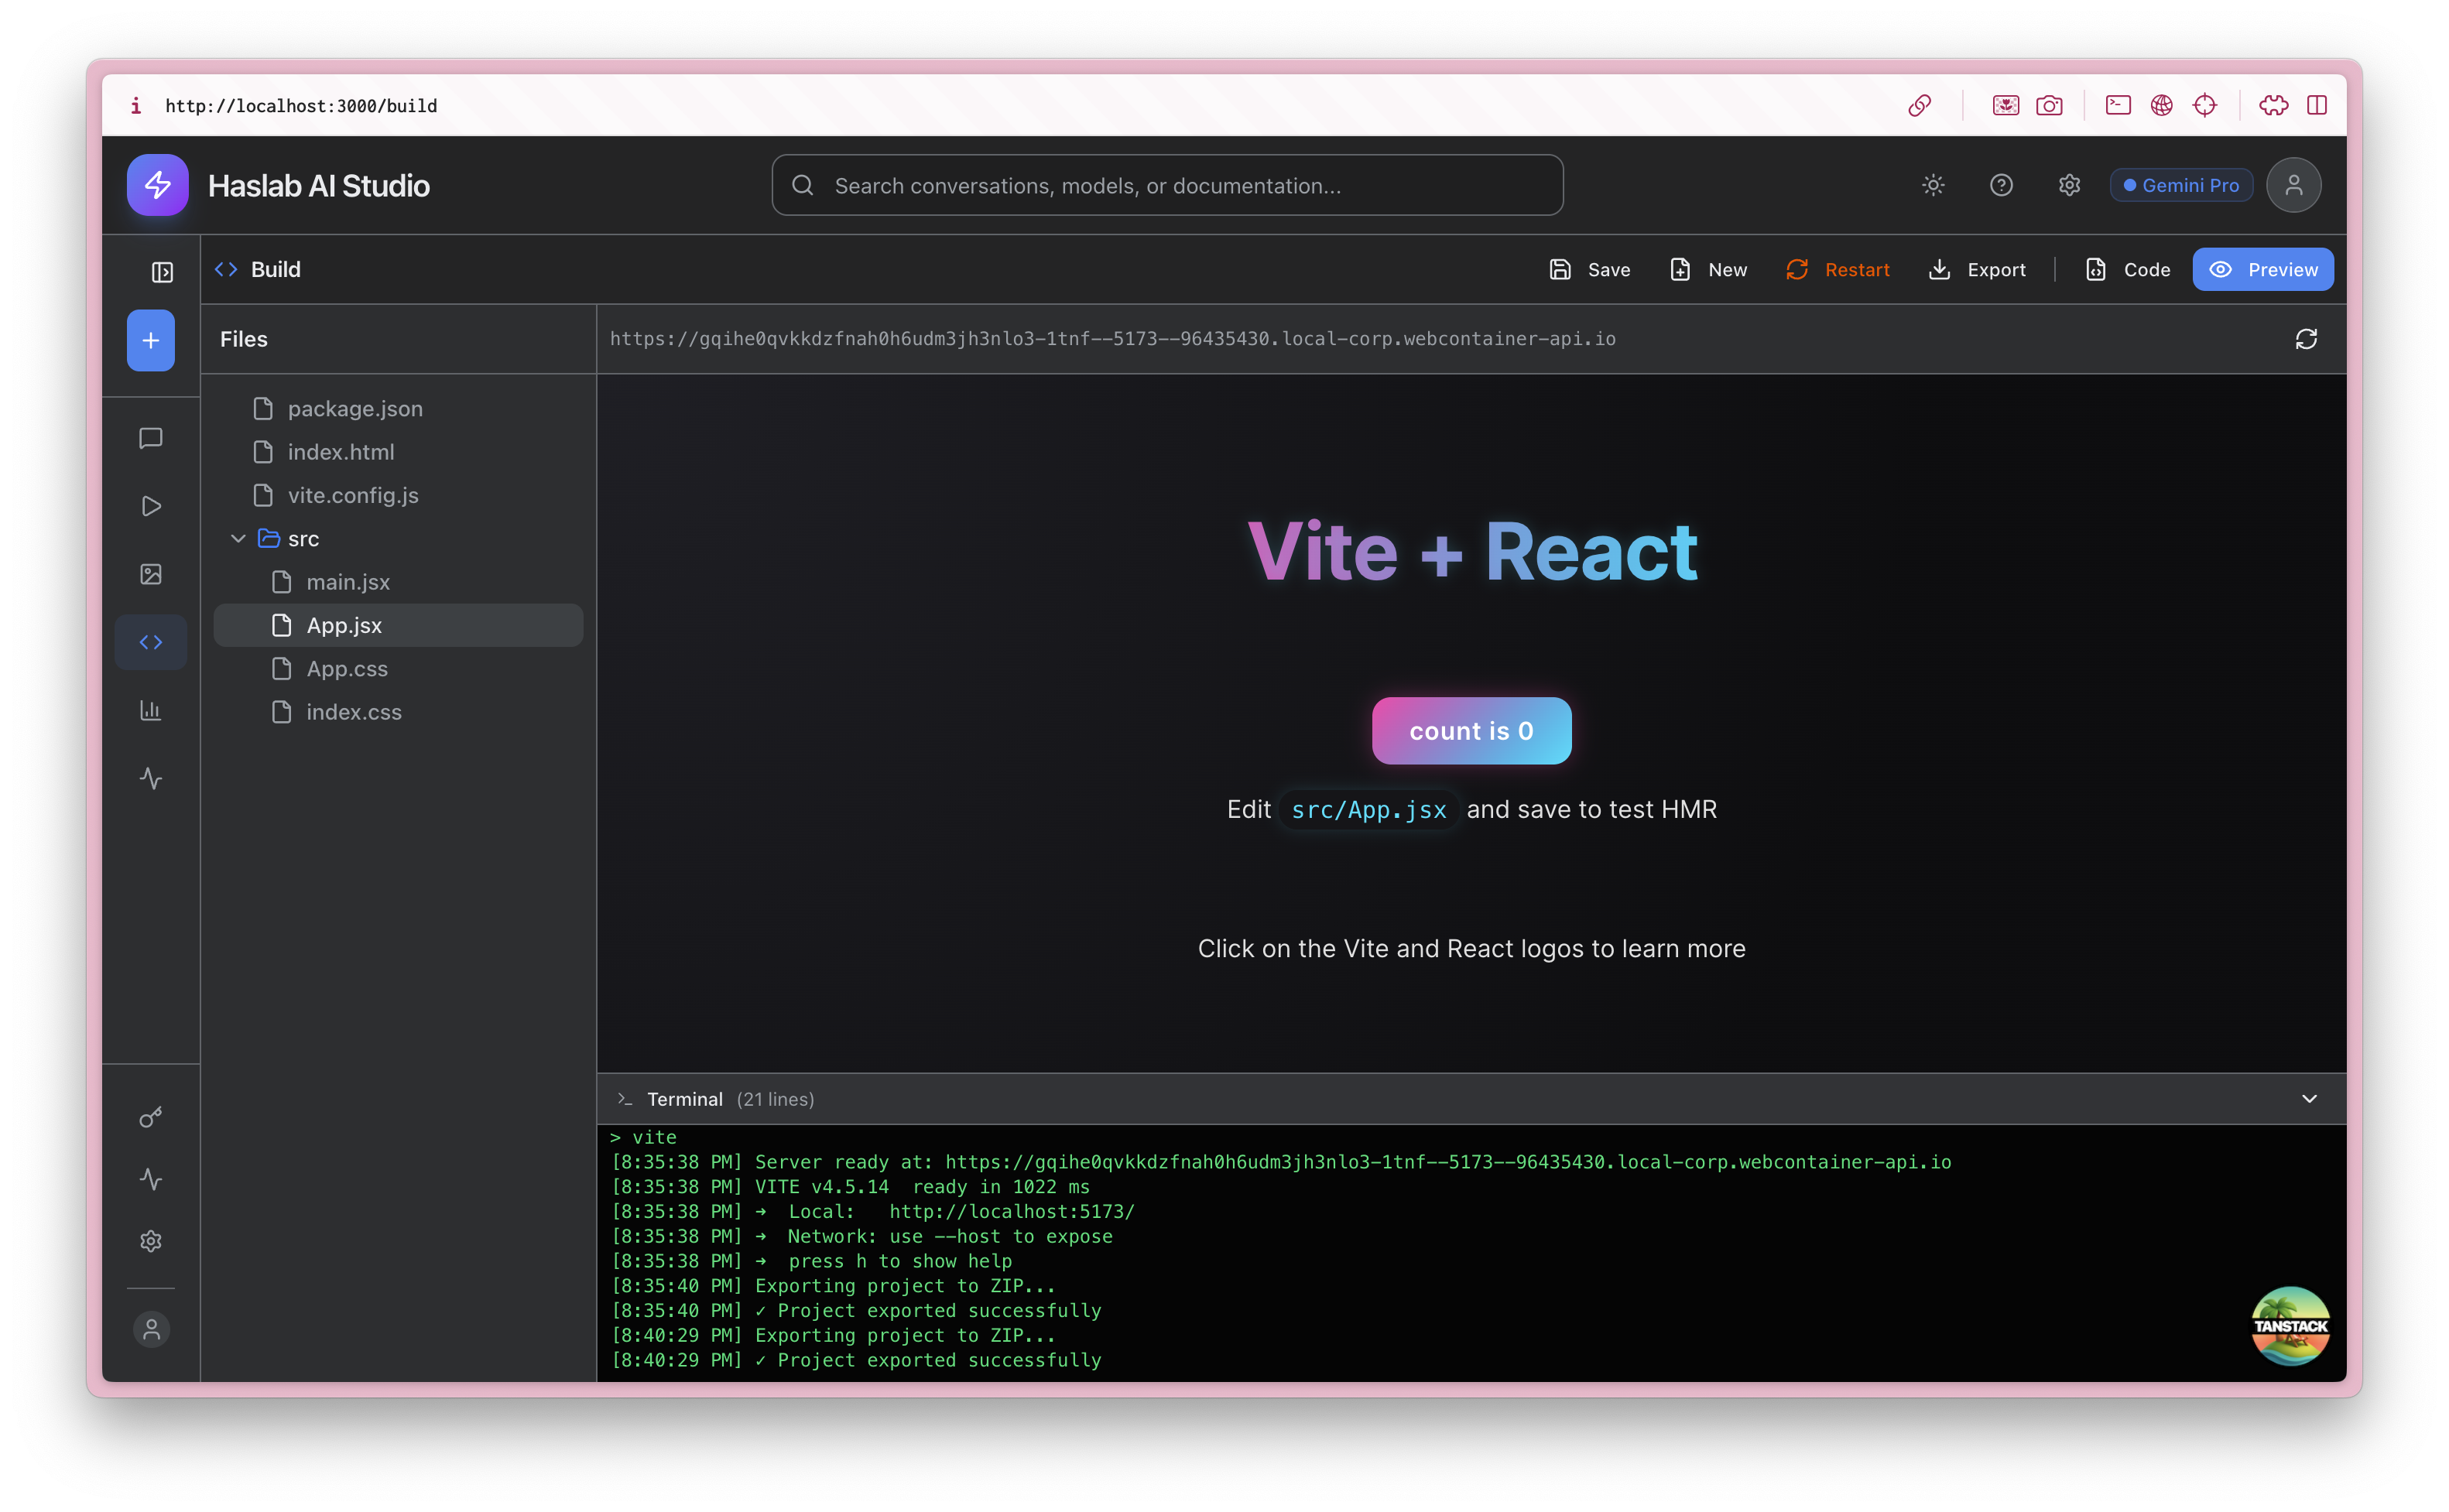 http://localhost:3000/build
Haslab AI Studio
Search conversations, models, or documentation...
Gemini Pro
Build
Save
New
Restart
Export
Code
Preview
Files
https://gqihe0qvkkdzfnah0h6udm3jh3nlo3-1tnf--5173--96435430.local-corp.webcontainer-api.io
package.json
index.html
vite.config.js
src
main.jsx
App.jsx
App.css
index.css
Vite + React
count is 0
Edit src/App.jsx and save to test HMR
Click on the Vite and React logos to learn more
Terminal (21 lines)
> vite
[8:35:38 PM] Server ready at: https://gqihe0qvkkdzfnah0h6udm3jh3nlo3-1tnf--5173--96435430.local-corp.webcontainer-api.io
[8:35:38 PM] VITE v4.5.14  ready in 1022 ms
[8:35:38 PM] ➜  Local:   http://localhost:5173/
[8:35:38 PM] ➜  Network: use --host to expose
[8:35:38 PM] ➜  press h to show help
[8:35:40 PM] Exporting project to ZIP...
[8:35:40 PM] ✓ Project exported successfully
[8:40:29 PM] Exporting project to ZIP...
[8:40:29 PM] ✓ Project exported successfully
TANSTACK